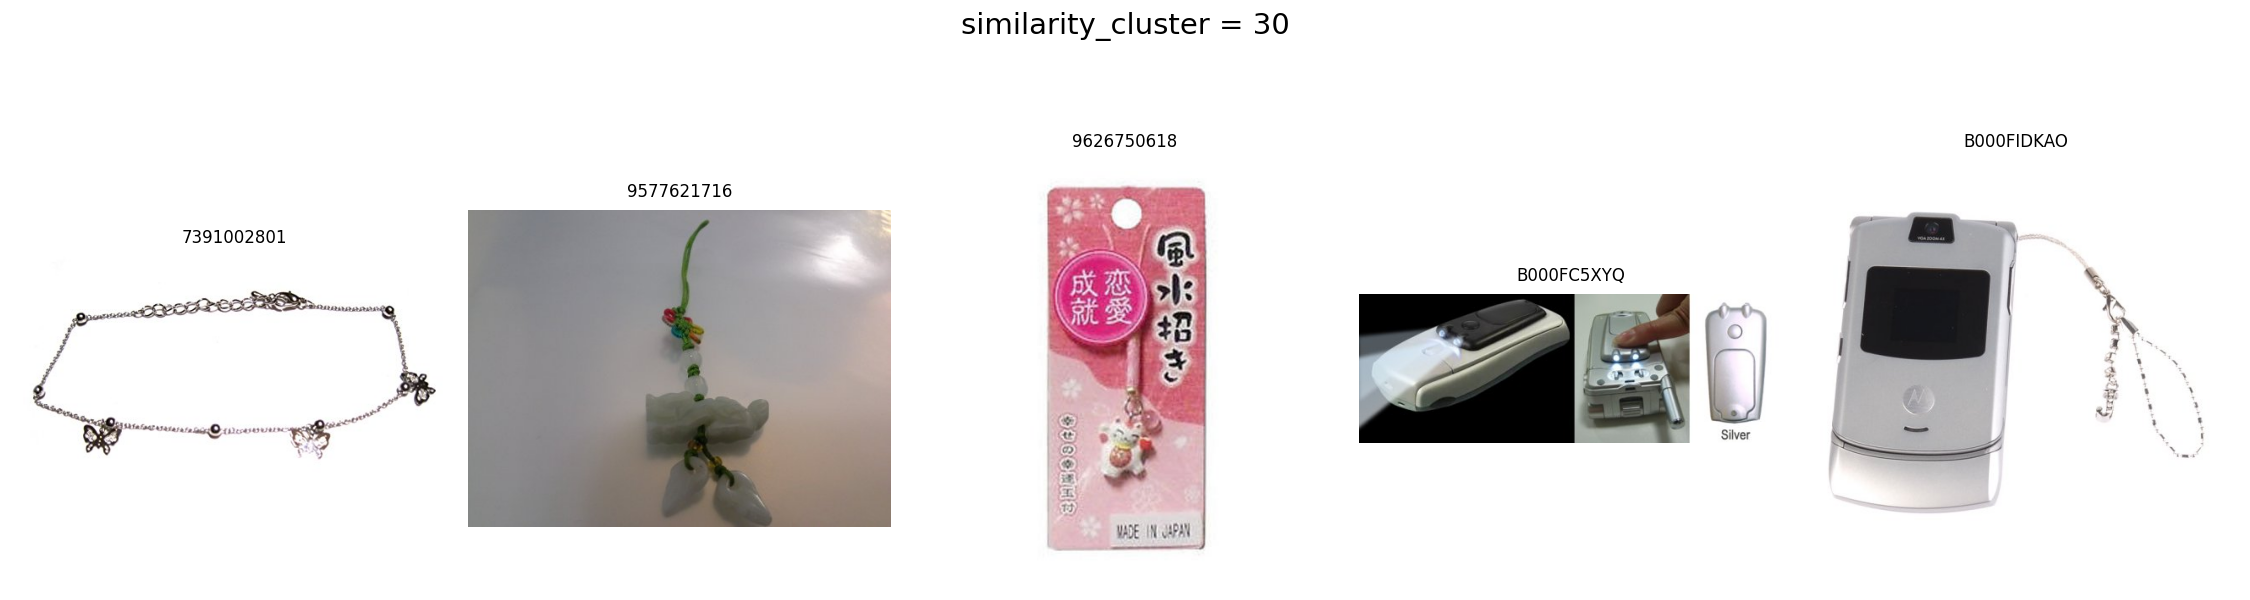 similarity_cluster = 30
7391002801
9577621716
9626750618
B000FC5XYQ
B000FIDKAO
風水招き
恋愛
成就
幸せの幸運玉付
MADE IN JAPAN
Silver